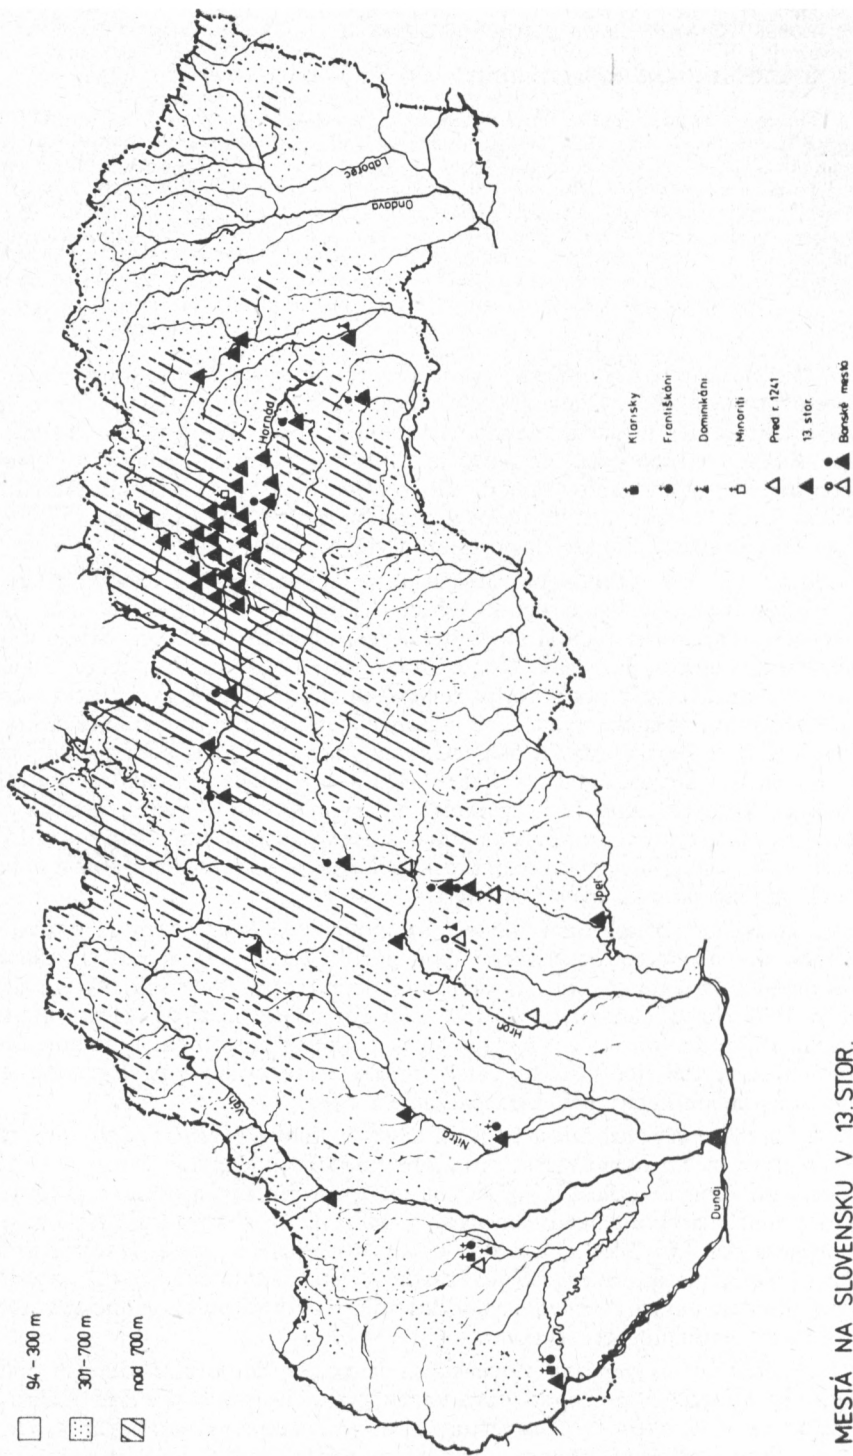 94 - 300 m
301 - 700 m
nad 700 m
Váh
Nitra
Hron
Ipeľ
Dunaj
Hornád
Ondava
Laborec
Klarisky
Františkáni
Dominikáni
Minoriti
Pred r. 1241
13. stor.
Banské mestá
MESTÁ NA SLOVENSKU V 13. STOR.